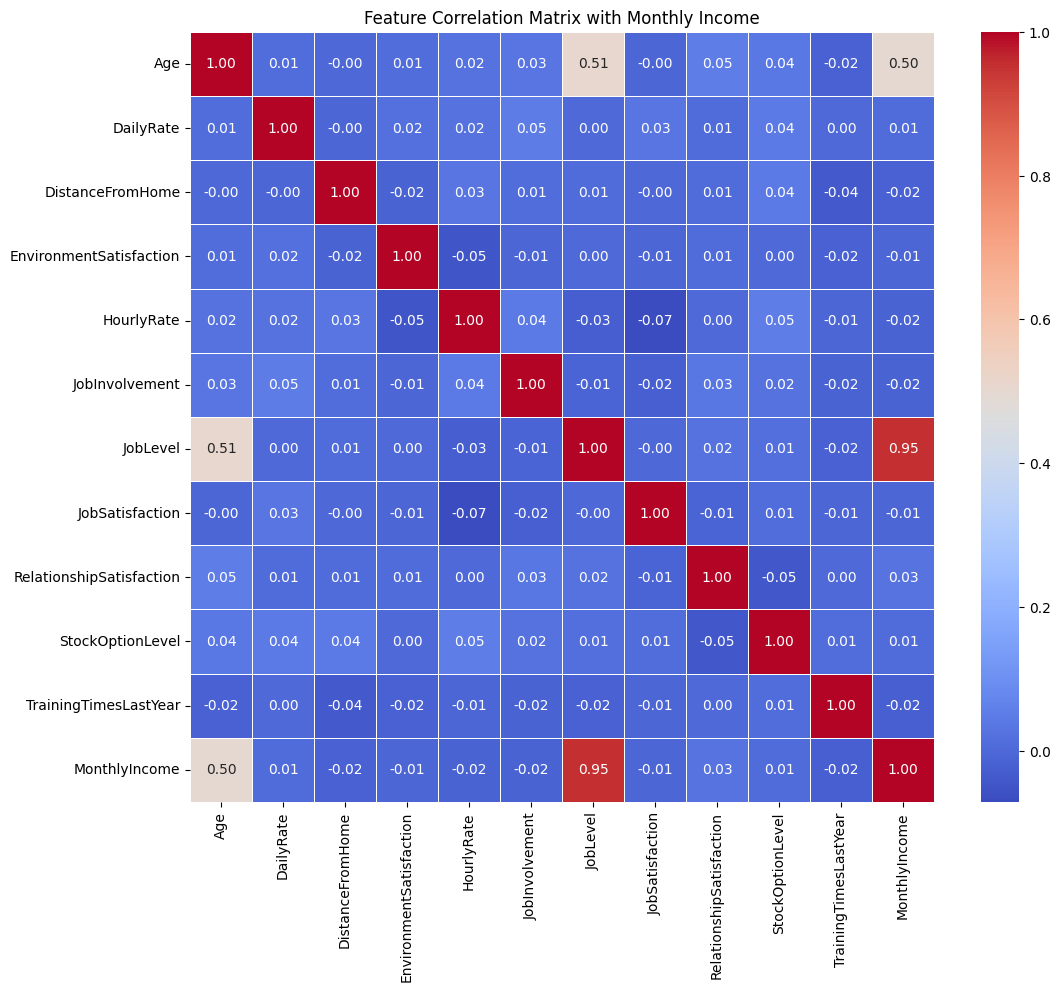 Feature Correlation Matrix with Monthly Income
Age 1.00 0.01 -0.00 0.01 0.02 0.03 0.51 -0.00 0.05 0.04 -0.02 0.50
DailyRate 0.01 1.00 -0.00 0.02 0.02 0.05 0.00 0.03 0.01 0.04 0.00 0.01
DistanceFromHome -0.00 -0.00 1.00 -0.02 0.03 0.01 0.01 -0.00 0.01 0.04 -0.04 -0.02
EnvironmentSatisfaction 0.01 0.02 -0.02 1.00 -0.05 -0.01 0.00 -0.01 0.01 0.00 -0.02 -0.01
HourlyRate 0.02 0.02 0.03 -0.05 1.00 0.04 -0.03 -0.07 0.00 0.05 -0.01 -0.02
JobInvolvement 0.03 0.05 0.01 -0.01 0.04 1.00 -0.01 -0.02 0.03 0.02 -0.02 -0.02
JobLevel 0.51 0.00 0.01 0.00 -0.03 -0.01 1.00 -0.00 0.02 0.01 -0.02 0.95
JobSatisfaction -0.00 0.03 -0.00 -0.01 -0.07 -0.02 -0.00 1.00 -0.01 0.01 -0.01 -0.01
RelationshipSatisfaction 0.05 0.01 0.01 0.01 0.00 0.03 0.02 -0.01 1.00 -0.05 0.00 0.03
StockOptionLevel 0.04 0.04 0.04 0.00 0.05 0.02 0.01 0.01 -0.05 1.00 0.01 0.01
TrainingTimesLastYear -0.02 0.00 -0.04 -0.02 -0.01 -0.02 -0.02 -0.01 0.00 0.01 1.00 -0.02
MonthlyIncome 0.50 0.01 -0.02 -0.01 -0.02 -0.02 0.95 -0.01 0.03 0.01 -0.02 1.00
Age
DailyRate
DistanceFromHome
EnvironmentSatisfaction
HourlyRate
JobInvolvement
JobLevel
JobSatisfaction
RelationshipSatisfaction
StockOptionLevel
TrainingTimesLastYear
MonthlyIncome
1.0
0.8
0.6
0.4
0.2
0.0